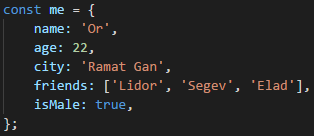 const me = {
    name: 'Or',
    age: 22,
    city: 'Ramat Gan',
    friends: ['Lidor', 'Segev', 'Elad'],
    isMale: true,
};